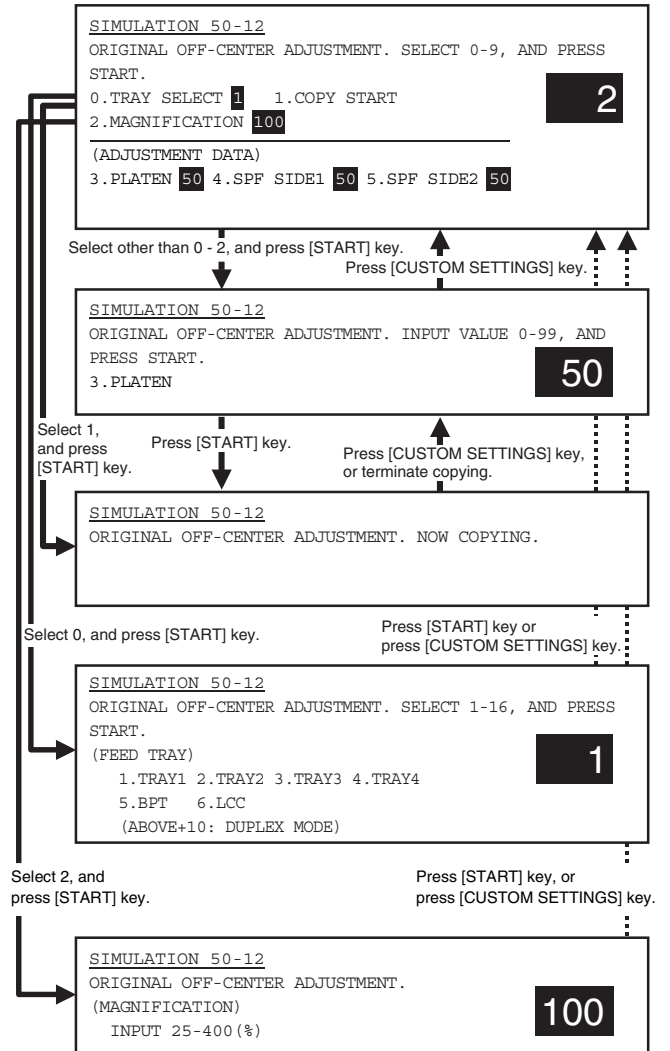 SIMULATION 50-12
ORIGINAL OFF-CENTER ADJUSTMENT. SELECT 0-9, AND PRESS
START.
0.TRAY SELECT 1 1.COPY START
2
2.MAGNIFICATION 100
(ADJUSTMENT DATA)
3.PLATEN 50 4.SPF SIDE1 50 5.SPF SIDE2 50
Select other than 0 - 2, and press [START] key.
Press [CUSTOM SETTINGS] key.
SIMULATION 50-12
ORIGINAL OFF-CENTER ADJUSTMENT. INPUT VALUE 0-99, AND
PRESS START.
50
3.PLATEN
Select 1,
and press
[START] key.
Press [START] key.
Press [CUSTOM SETTINGS] key,
or terminate copying.
SIMULATION 50-12
ORIGINAL OFF-CENTER ADJUSTMENT. NOW COPYING.
Select 0, and press [START] key.
Press [START] key or
press [CUSTOM SETTINGS] key.
SIMULATION 50-12
ORIGINAL OFF-CENTER ADJUSTMENT. SELECT 1-16, AND PRESS
START.
(FEED TRAY)
1
1.TRAY1 2.TRAY2 3.TRAY3 4.TRAY4
5.BPT 6.LCC
(ABOVE+10: DUPLEX MODE)
Select 2, and
press [START] key.
Press [START] key, or
press [CUSTOM SETTINGS] key.
SIMULATION 50-12
ORIGINAL OFF-CENTER ADJUSTMENT.
(MAGNIFICATION)
100
INPUT 25-400(%)